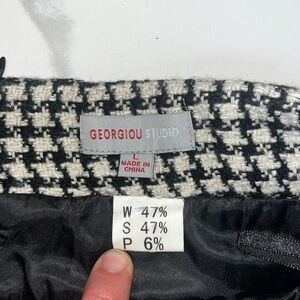 GEORGIOU STUDIO
L
MADE IN
CHINA
W 47%
S 47%
P 6%